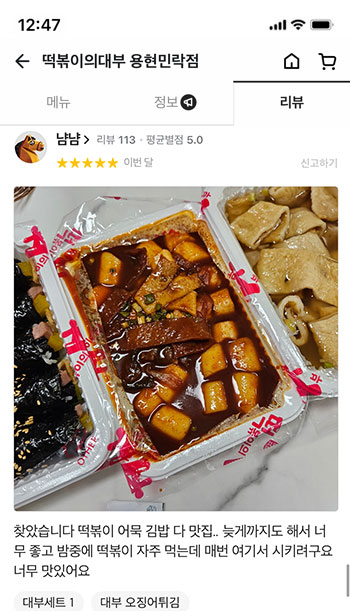 12:47
떡볶이의대부 용현민락점
메뉴
정보
리뷰
냠냠 > 리뷰 113 · 평균별점 5.0
★★★★★ 이번 달
신고하기
찾았습니다 떡볶이 어묵 김밥 다 맛집.. 늦게까지도 해서 너
무 좋고 밤중에 떡볶이 자주 먹는데 매번 여기서 시키려구요
너무 맛있어요
대부세트 1
대부 오징어튀김